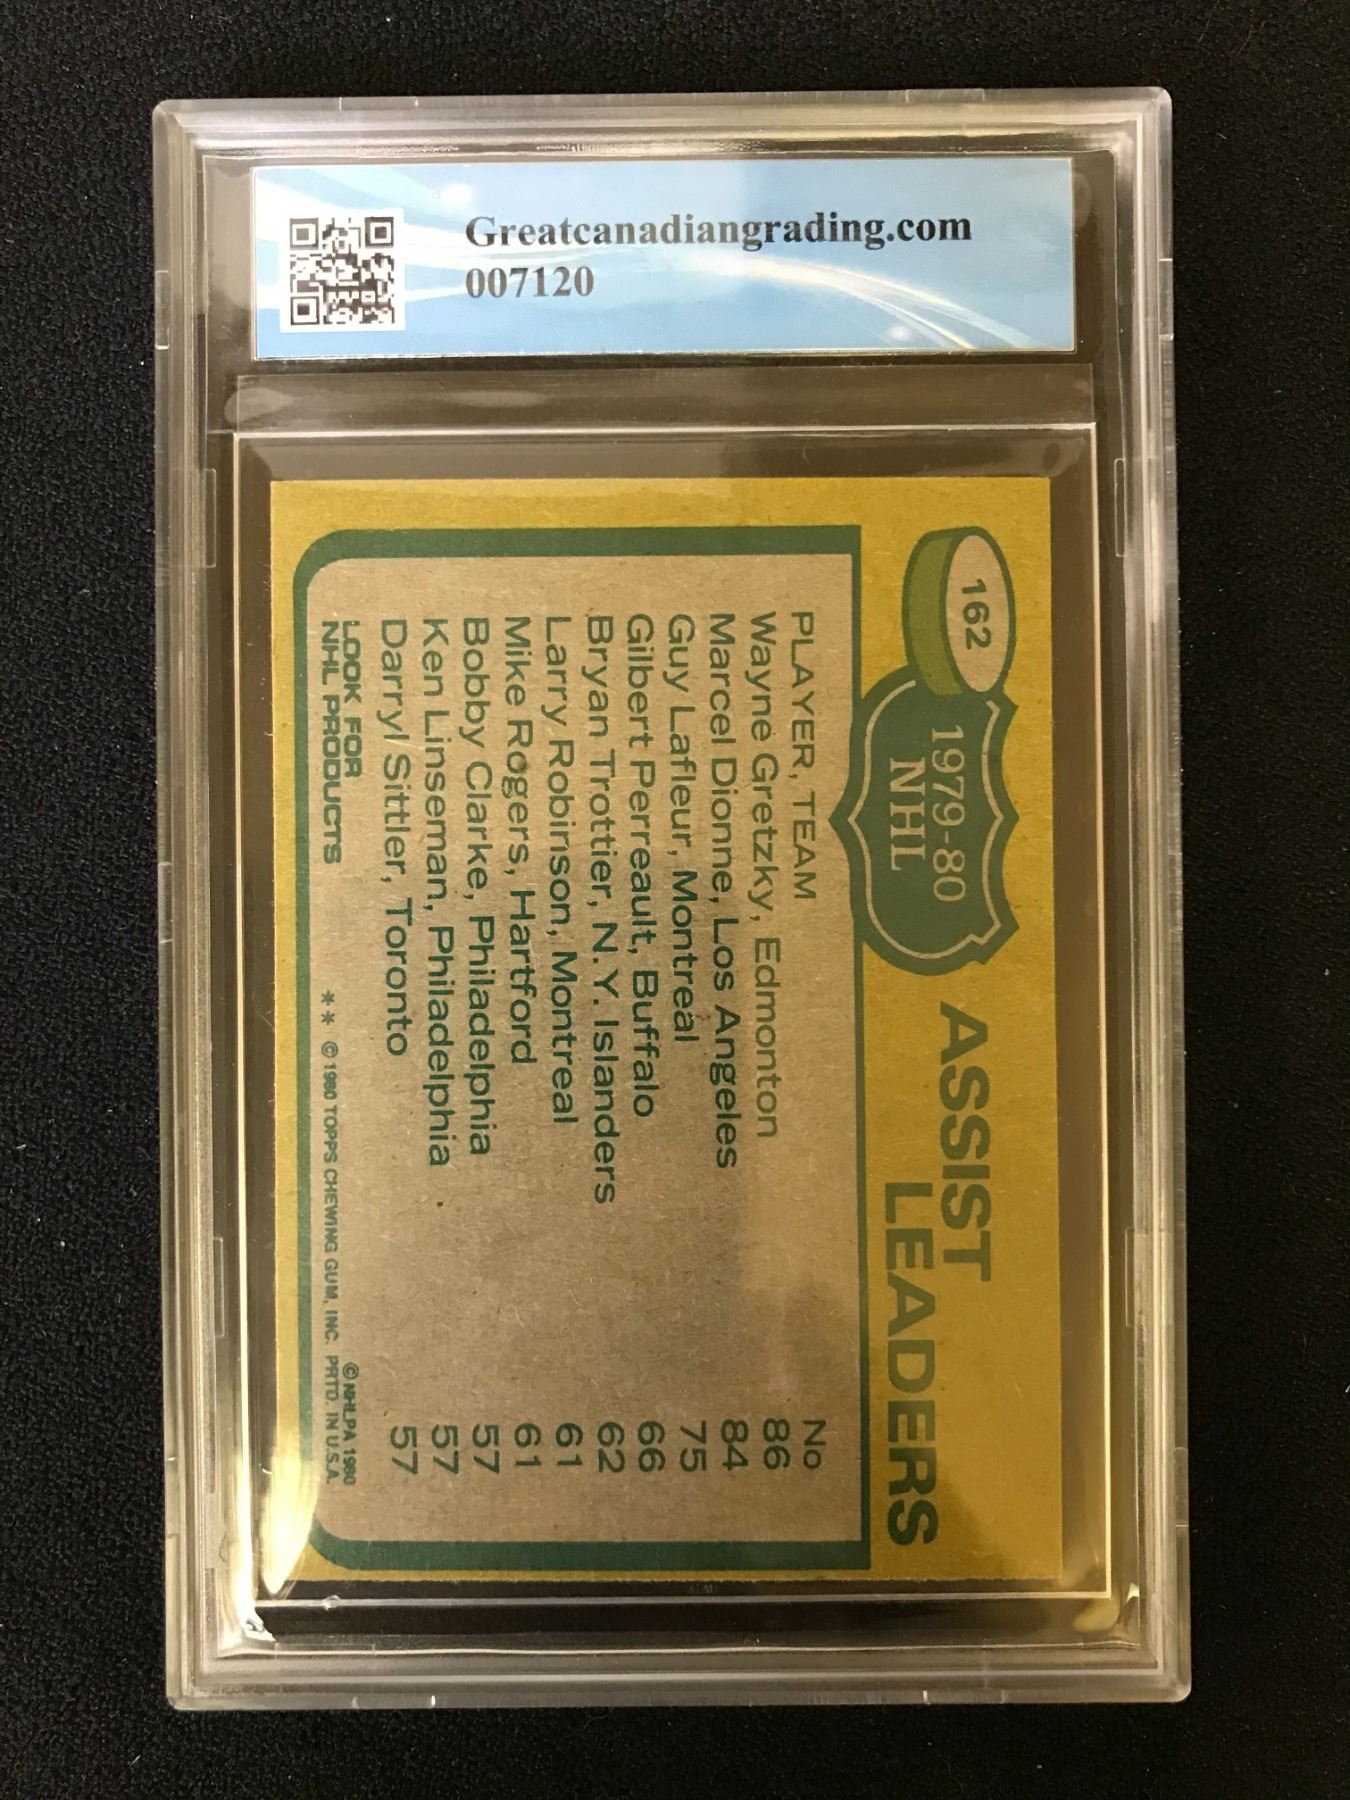 Greatcanadiangrading.com
007120
162
1979-80
NHL
ASSIST
LEADERS
PLAYER, TEAM No
Wayne Gretzky, Edmonton 86
Marcel Dionne, Los Angeles 84
Guy Lafleur, Montreal 75
Gilbert Perreault, Buffalo 66
Bryan Trottier, N.Y. Islanders 62
Larry Robinson, Montreal 61
Mike Rogers, Hartford 61
Bobby Clarke, Philadelphia 57
Ken Linseman, Philadelphia 57
Darryl Sittler, Toronto 57
LOOK FOR
NHL PRODUCTS
© NHLPA 1980
** © 1980 TOPPS CHEWING GUM, INC. PRTD. IN U.S.A.